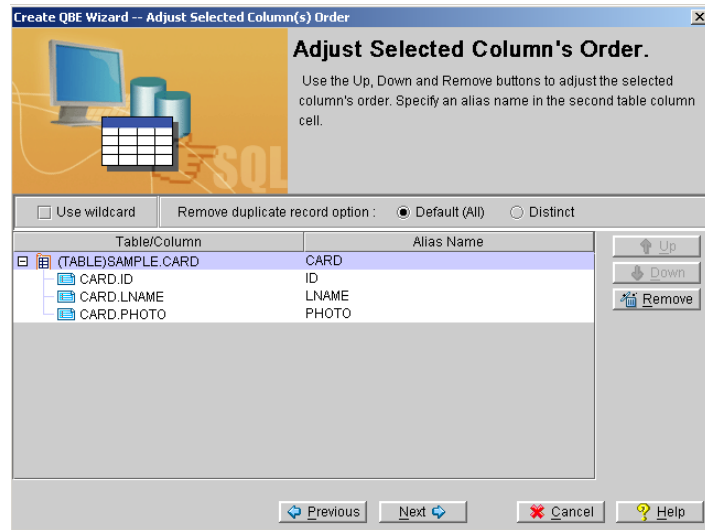 Create QBE Wizard -- Adjust Selected Column(s) Order
Adjust Selected Column's Order.
Use the Up, Down and Remove buttons to adjust the selected
column's order. Specify an alias name in the second table column
cell.
SQL
Use wildcard
Remove duplicate record option :
Default (All)
Distinct
Table/Column
Alias Name
(TABLE)SAMPLE.CARD
CARD
CARD.ID
ID
CARD.LNAME
LNAME
CARD.PHOTO
PHOTO
Up
Down
Remove
Previous
Next
Cancel
Help